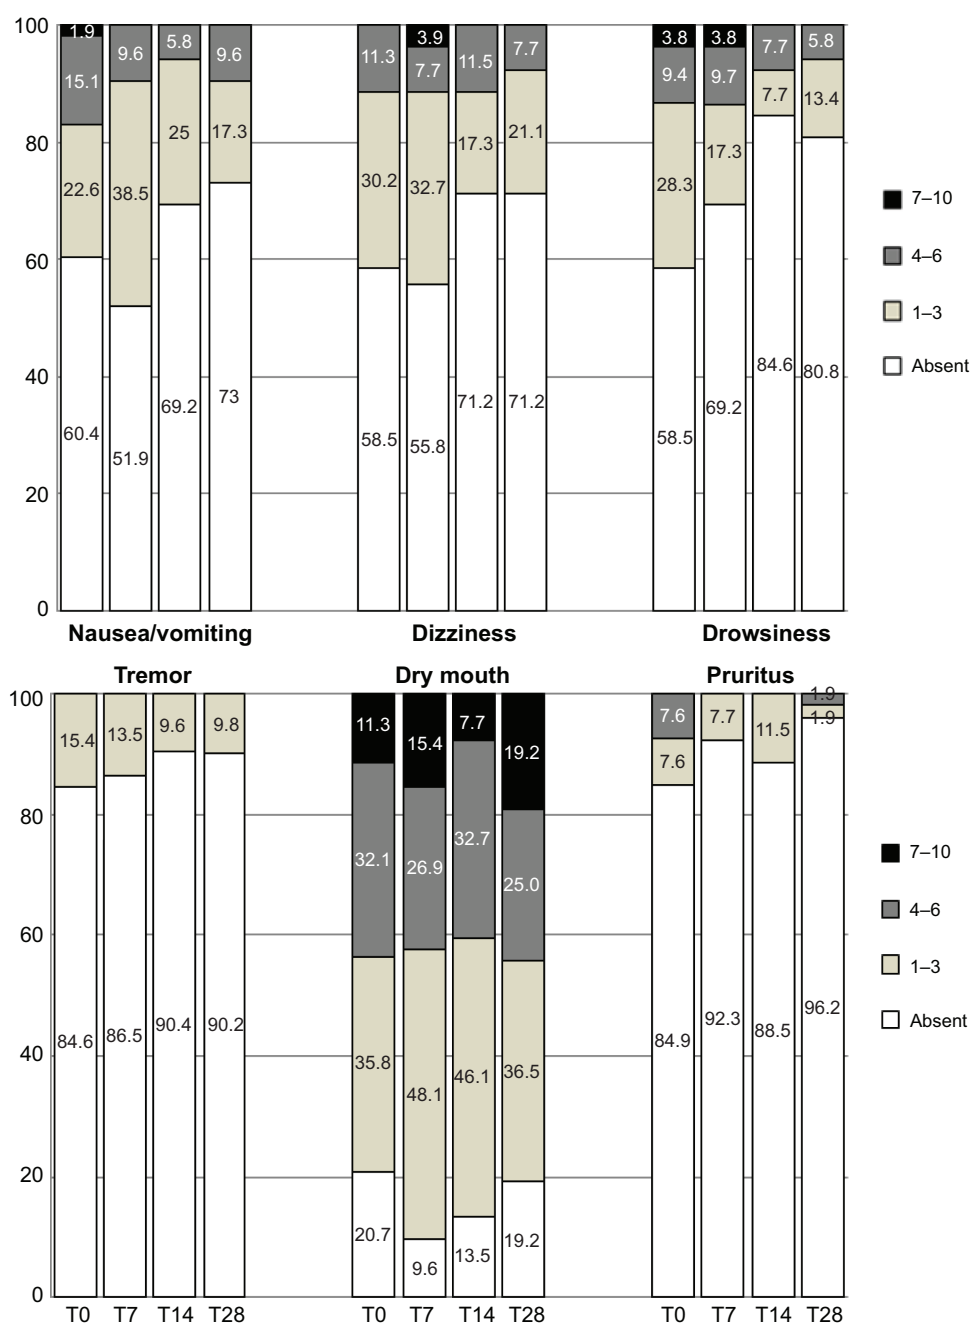 100
80
60
40
20
0
1.9 9.6 5.8 9.6
15.1
22.6 38.5 25 17.3
60.4 51.9 69.2 73
11.3 3.9 11.5 7.7
7.7
30.2 32.7 17.3 21.1
58.5 55.8 71.2 71.2
3.8 3.8 7.7 5.8
9.4 9.7
28.3 17.3 7.7 13.4
58.5 69.2 84.6 80.8
7–10
4–6
1–3
Absent
Nausea/vomiting Dizziness Drowsiness
Tremor Dry mouth Pruritus
100
80
60
40
20
0
15.4 13.5 9.6 9.8
84.6 86.5 90.4 90.2
11.3 15.4 7.7 19.2
32.1 26.9 32.7 25.0
35.8 48.1 46.1 36.5
20.7 9.6 13.5 19.2
7.6 7.7 11.5 1.9
7.6 1.9
84.9 92.3 88.5 96.2
7–10
4–6
1–3
Absent
T0 T7 T14 T28 T0 T7 T14 T28 T0 T7 T14 T28